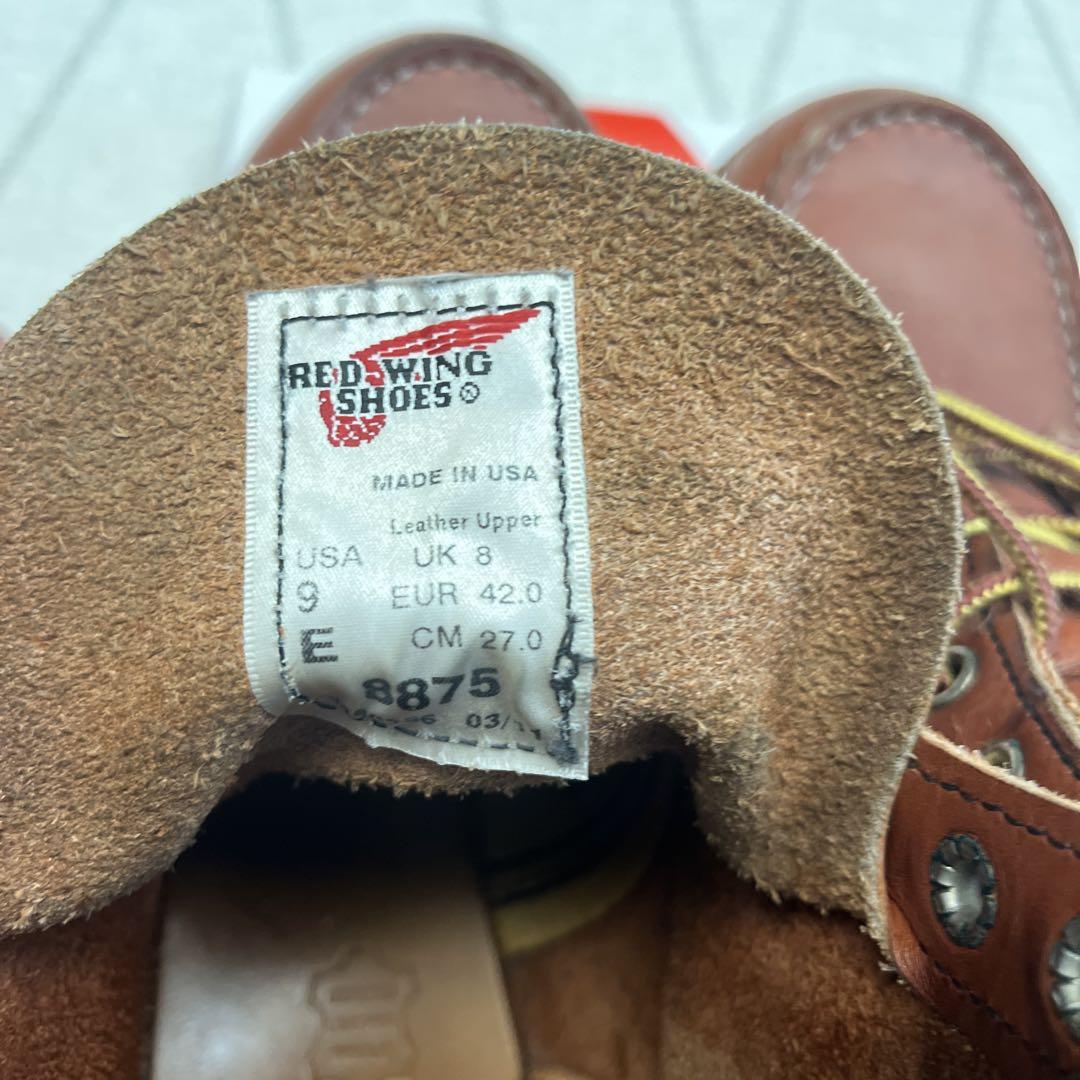 RED WING
SHOES®
MADE IN USA
Leather Upper
USA UK 8
9 EUR 42.0
E CM 27.0
8875
03/11